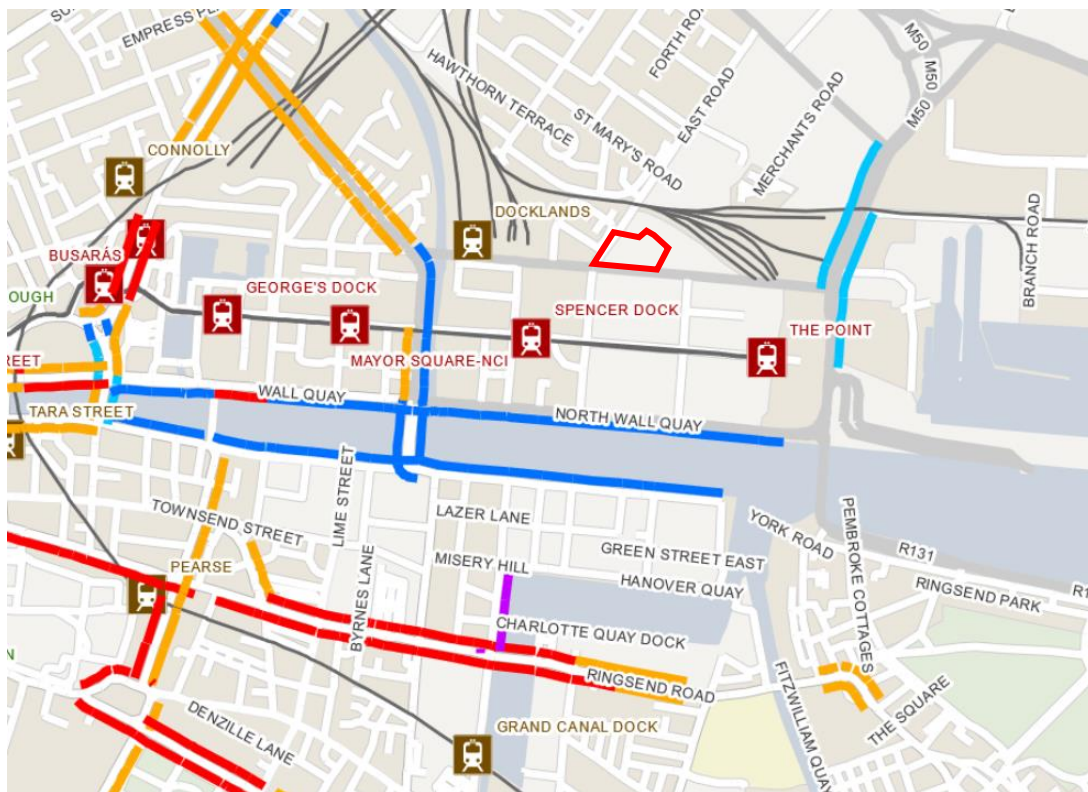 EMPRESS PL
HAWTHORN TERRACE
FORTH ROA
M50
M50
M50
ST MARY'S ROAD
EAST ROAD
MERCHANTS ROAD
CONNOLLY
DOCKLANDS
BRANCH ROAD
BUSARÁS
OUGH
GEORGE'S DOCK
SPENCER DOCK
THE POINT
REET
MAYOR SQUARE-NCI
WALL QUAY
NORTH WALL QUAY
TARA STREET
LIME STREET
TOWNSEND STREET
LAZER LANE
YORK ROAD
PEMBROKE COTTAGES
R131
GREEN STREET EAST
MISERY HILL
HANOVER QUAY
RINGSEND PARK
R1
PEARSE
BYRNES LANE
CHARLOTTE QUAY DOCK
N
RINGSEND ROAD
FITZWILLIAM QUAY
THE SQUARE
DENZILLE LANE
GRAND CANAL DOCK